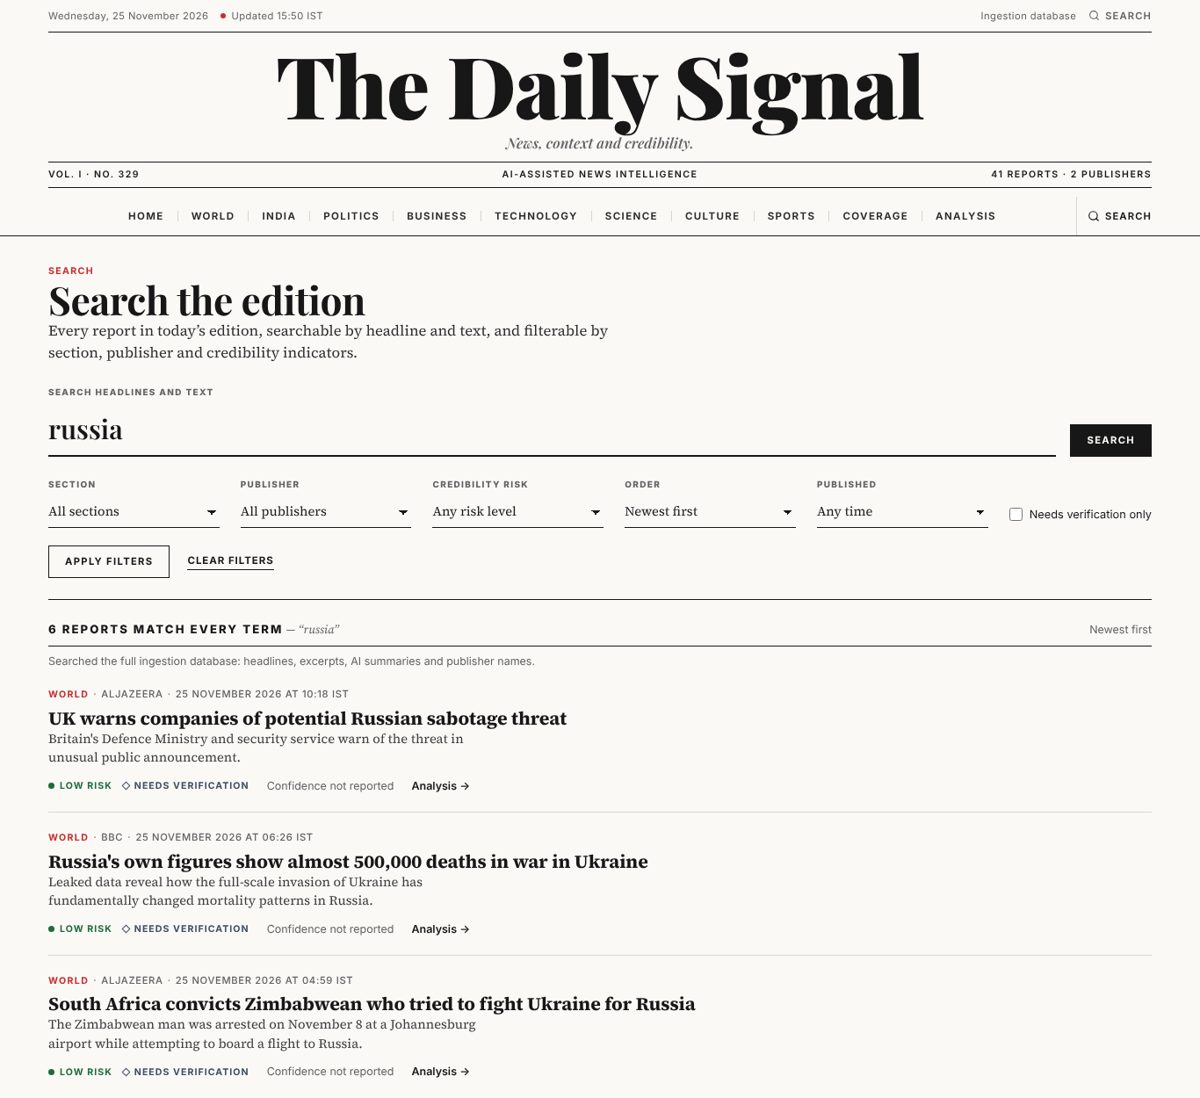 Wednesday, 25 November 2026 Updated 15:50 IST Ingestion database SEARCH
The Daily Signal
News, context and credibility.
VOL. I · NO. 329 AI-ASSISTED NEWS INTELLIGENCE 41 REPORTS · 2 PUBLISHERS
HOME WORLD INDIA POLITICS BUSINESS TECHNOLOGY SCIENCE CULTURE SPORTS COVERAGE ANALYSIS SEARCH
SEARCH
Search the edition
Every report in today’s edition, searchable by headline and text, and filterable by
section, publisher and credibility indicators.
SEARCH HEADLINES AND TEXT
russia
SEARCH
SECTION PUBLISHER CREDIBILITY RISK ORDER PUBLISHED
All sections All publishers Any risk level Newest first Any time Needs verification only
APPLY FILTERS CLEAR FILTERS
6 REPORTS MATCH EVERY TERM — “russia” Newest first
Searched the full ingestion database: headlines, excerpts, AI summaries and publisher names.
WORLD · ALJAZEERA · 25 NOVEMBER 2026 AT 10:18 IST
UK warns companies of potential Russian sabotage threat
Britain's Defence Ministry and security service warn of the threat in
unusual public announcement.
LOW RISK NEEDS VERIFICATION Confidence not reported Analysis →
WORLD · BBC · 25 NOVEMBER 2026 AT 06:26 IST
Russia's own figures show almost 500,000 deaths in war in Ukraine
Leaked data reveal how the full-scale invasion of Ukraine has
fundamentally changed mortality patterns in Russia.
LOW RISK NEEDS VERIFICATION Confidence not reported Analysis →
WORLD · ALJAZEERA · 25 NOVEMBER 2026 AT 04:59 IST
South Africa convicts Zimbabwean who tried to fight Ukraine for Russia
The Zimbabwean man was arrested on November 8 at a Johannesburg
airport while attempting to board a flight to Russia.
LOW RISK NEEDS VERIFICATION Confidence not reported Analysis →